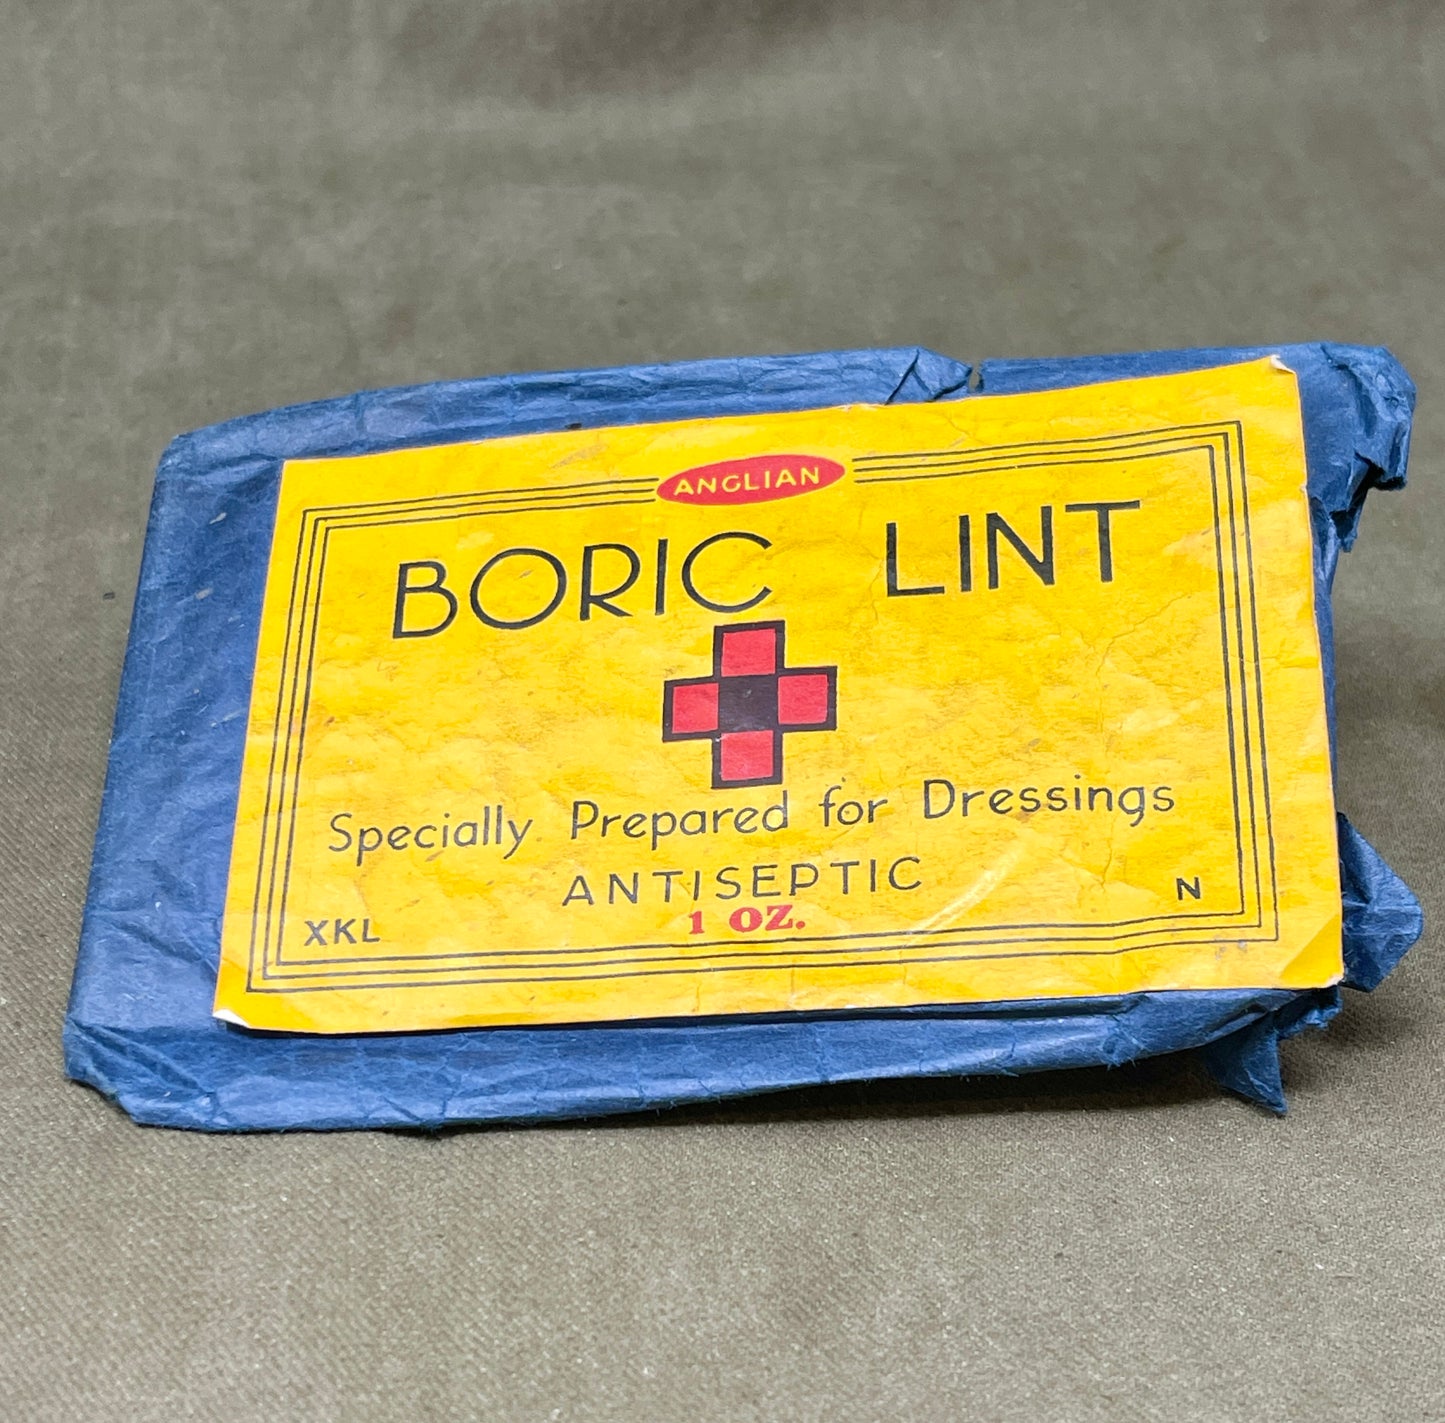 ANGLIAN
BORIC LINT
Specially Prepared for Dressings
ANTISEPTIC
XKL 1 OZ. N